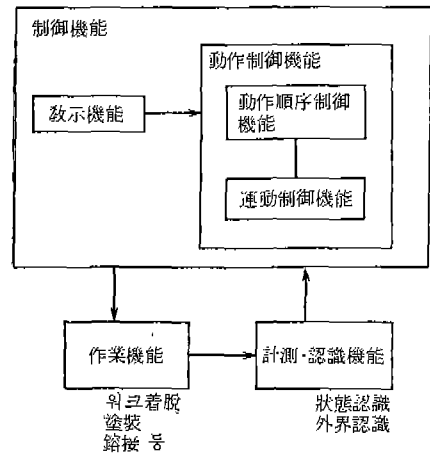 制御機能
動作制御機能
教示機能
動作順序制御
機能
運動制御機能
作業機能
워크着脫
塗裝
鎔接 등
計測·認識機能
狀態認識
外界認識